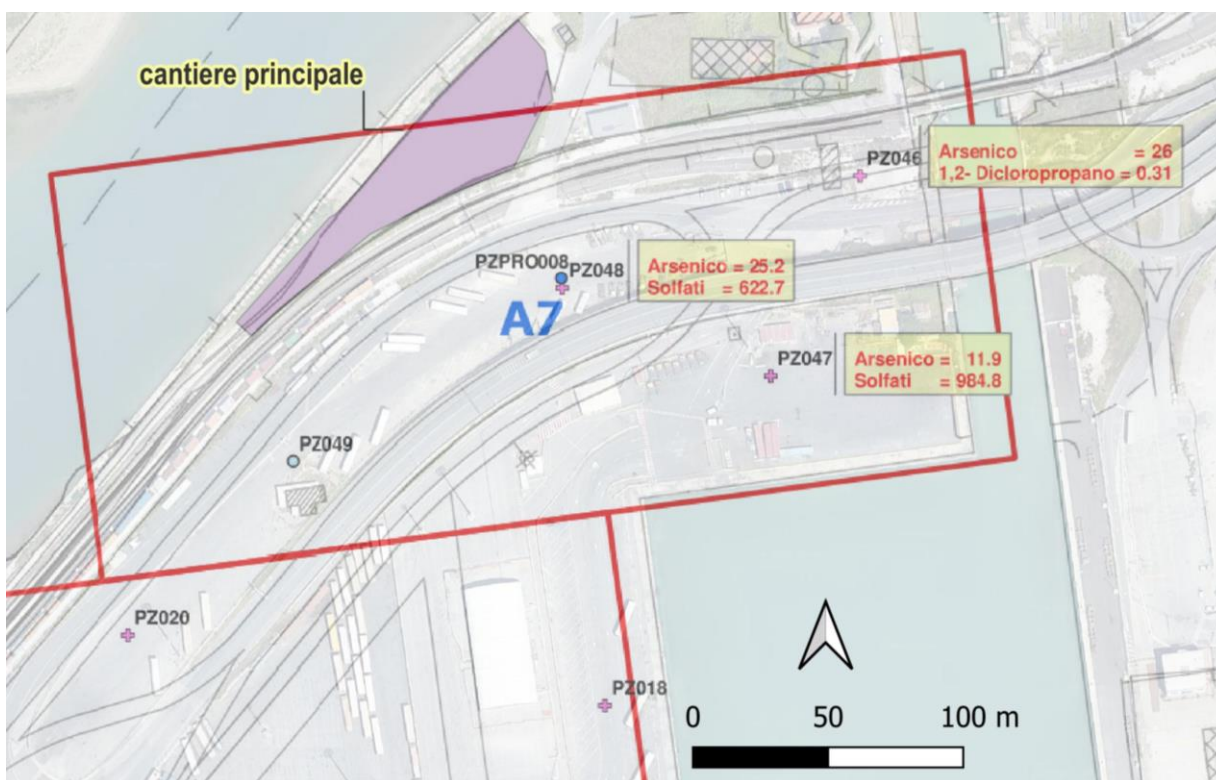 cantiere principale
PZ046
Arsenico = 26
1,2- Dicloropropano = 0.31
PZPRO008
PZ048
Arsenico = 25.2
Solfati = 622.7
A7
PZ047
Arsenico = 11.9
Solfati = 984.8
PZ049
PZ020
PZ018
0 50 100 m